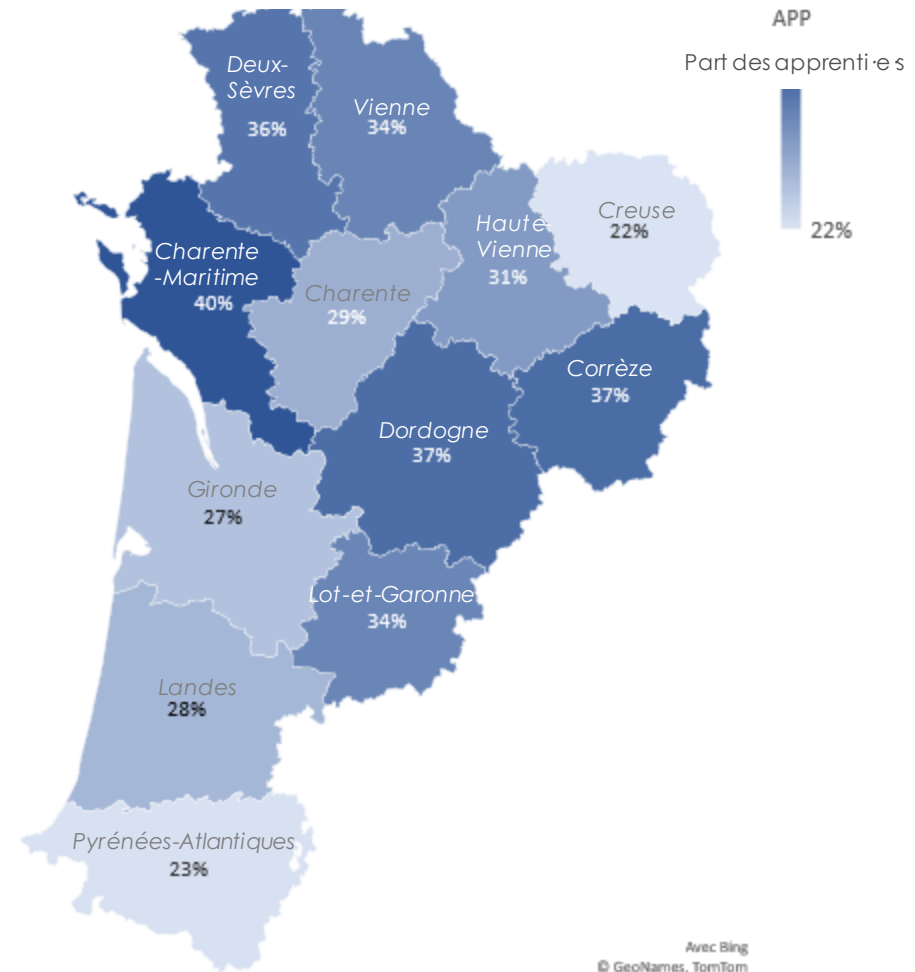 APP
Part des apprenti·e s
22%
Deux-
Sèvres
36%
Vienne
34%
Creuse
22%
Haute-
Vienne
31%
Charente
-Maritime
40%
Charente
29%
Corrèze
37%
Dordogne
37%
Gironde
27%
Lot-et-Garonne
34%
Landes
28%
Pyrénées-Atlantiques
23%
Avec Bing
© GeoNames, TomTom